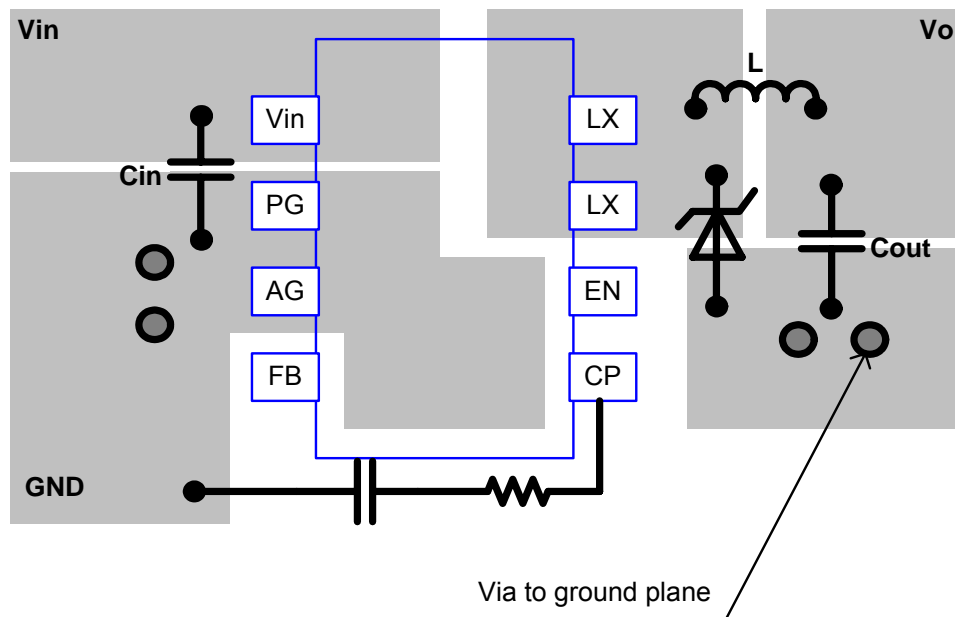 Vin
Vo
L
Vin
LX
Cin
PG
LX
Cout
AG
EN
FB
CP
GND
Via to ground plane